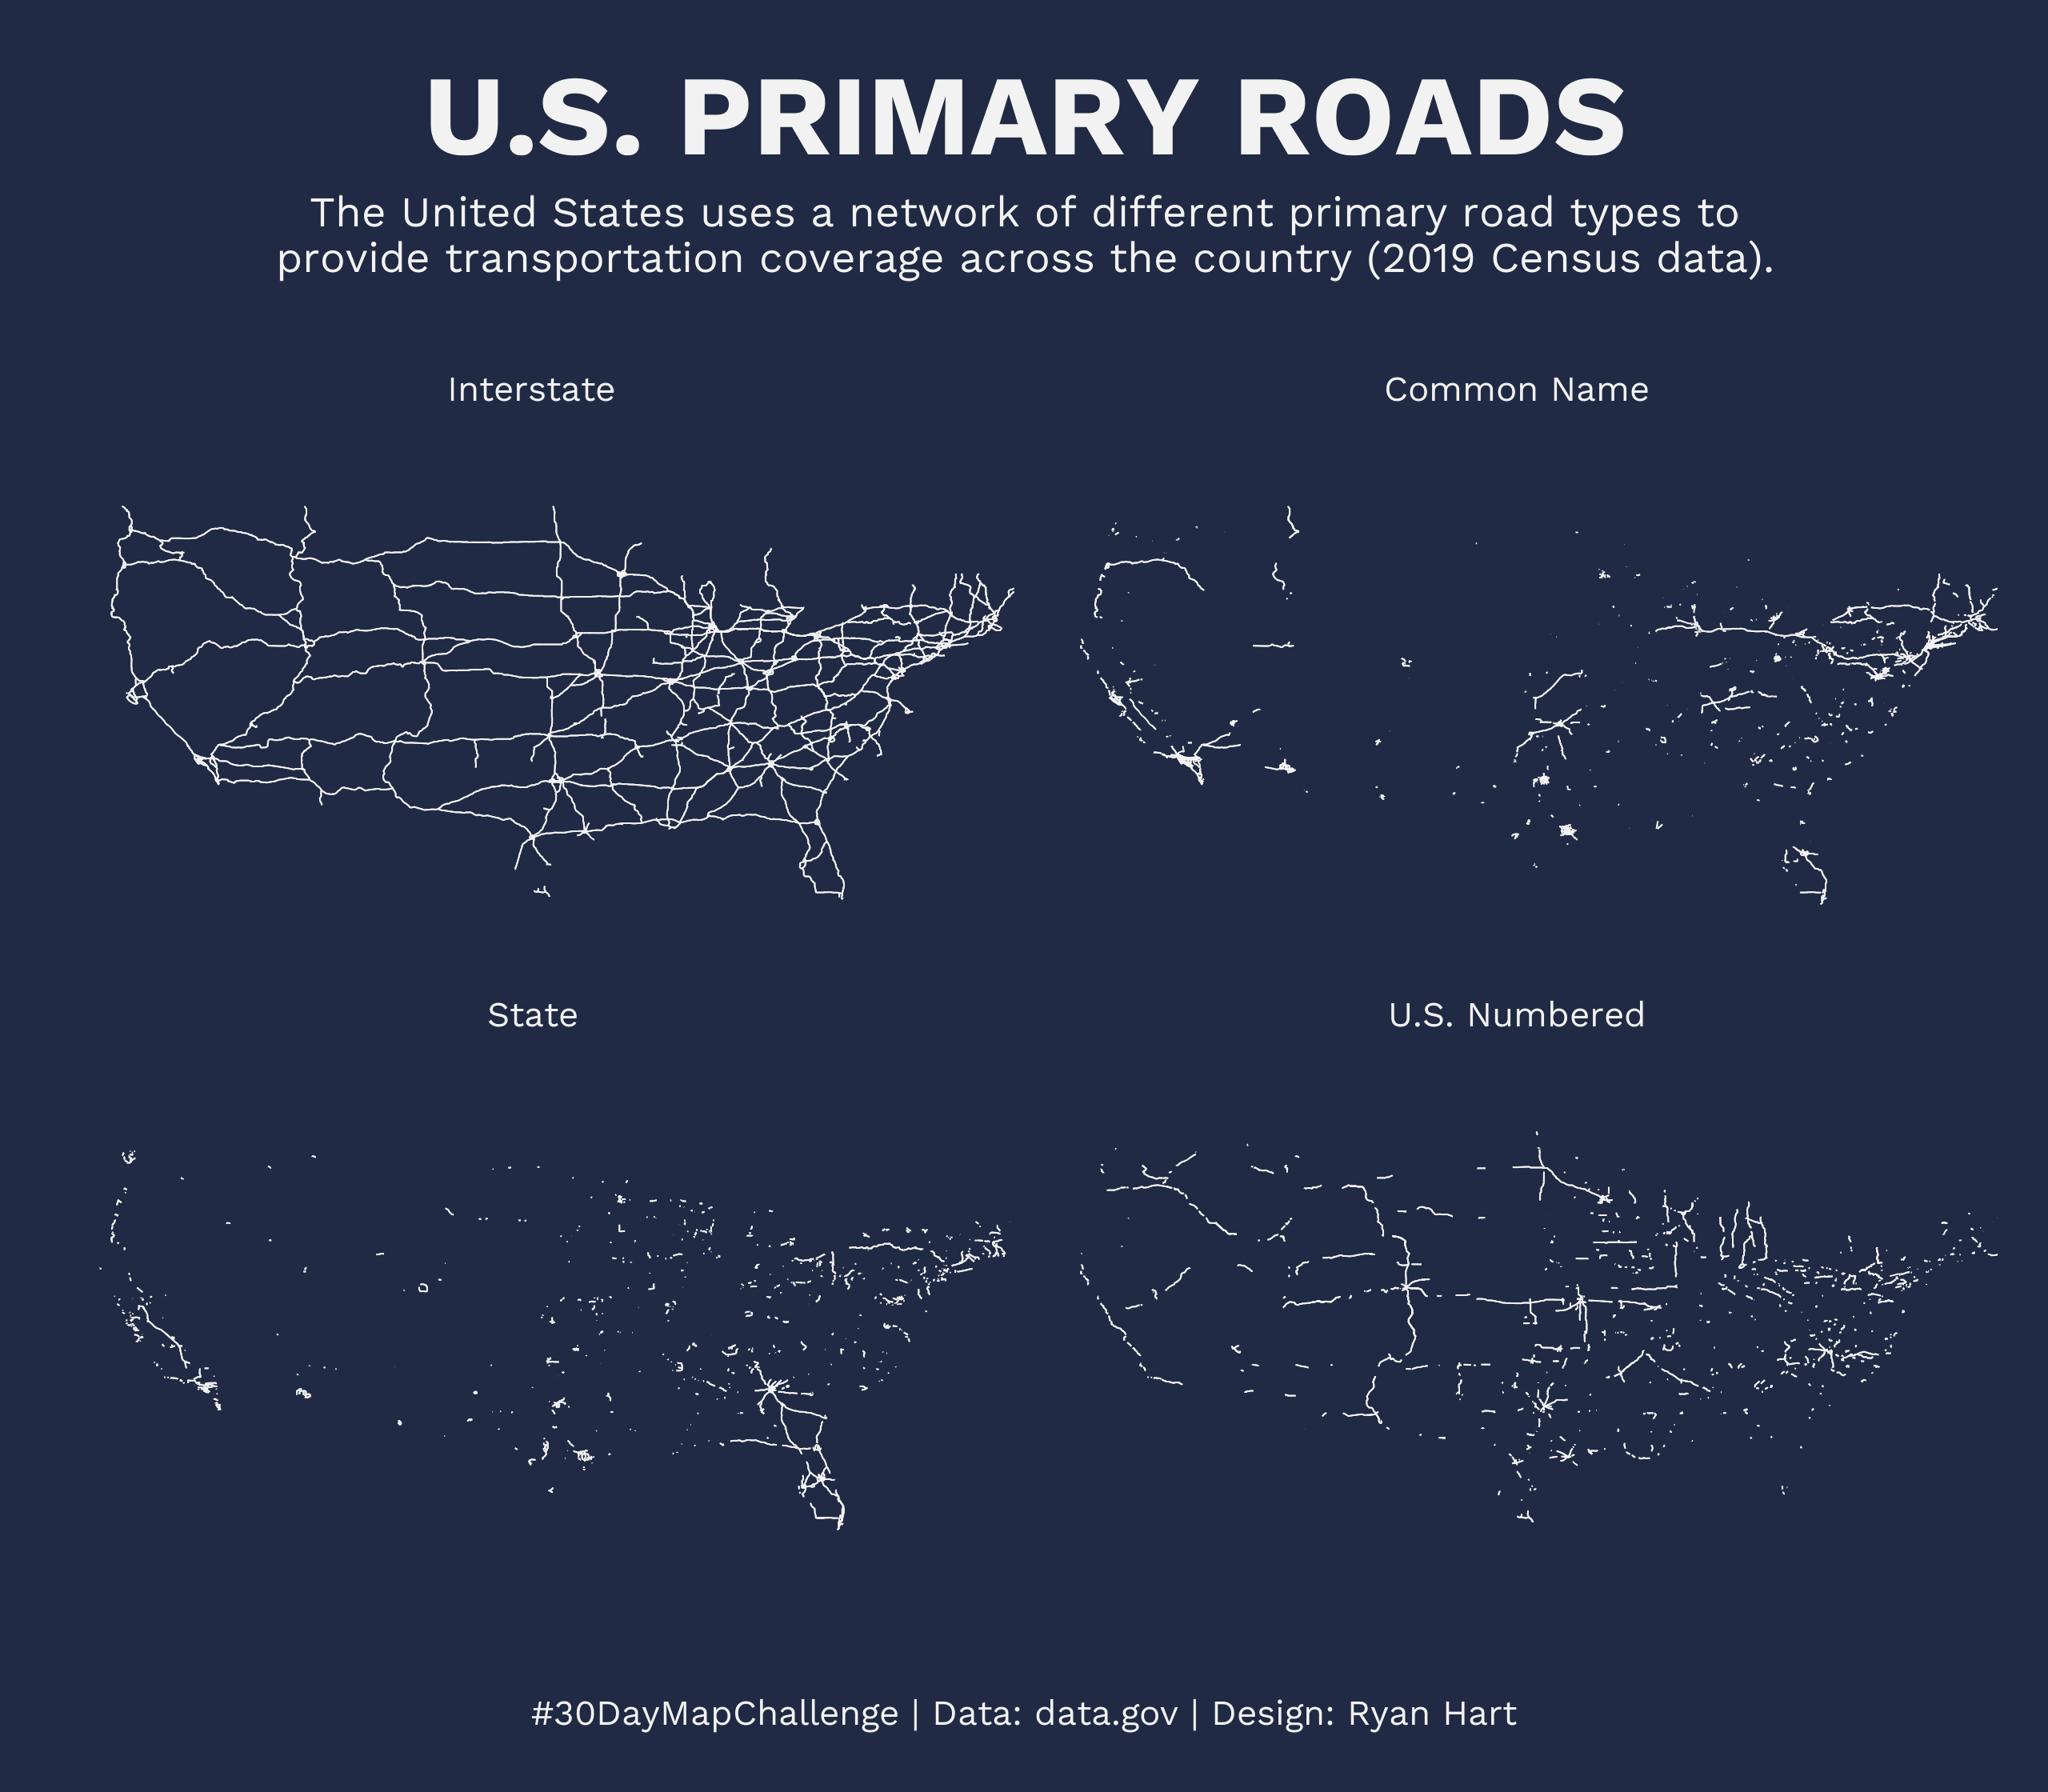 U.S. PRIMARY ROADS
The United States uses a network of different primary road types to
provide transportation coverage across the country (2019 Census data).
Interstate
Common Name
State
U.S. Numbered
#30DayMapChallenge | Data: data.gov | Design: Ryan Hart